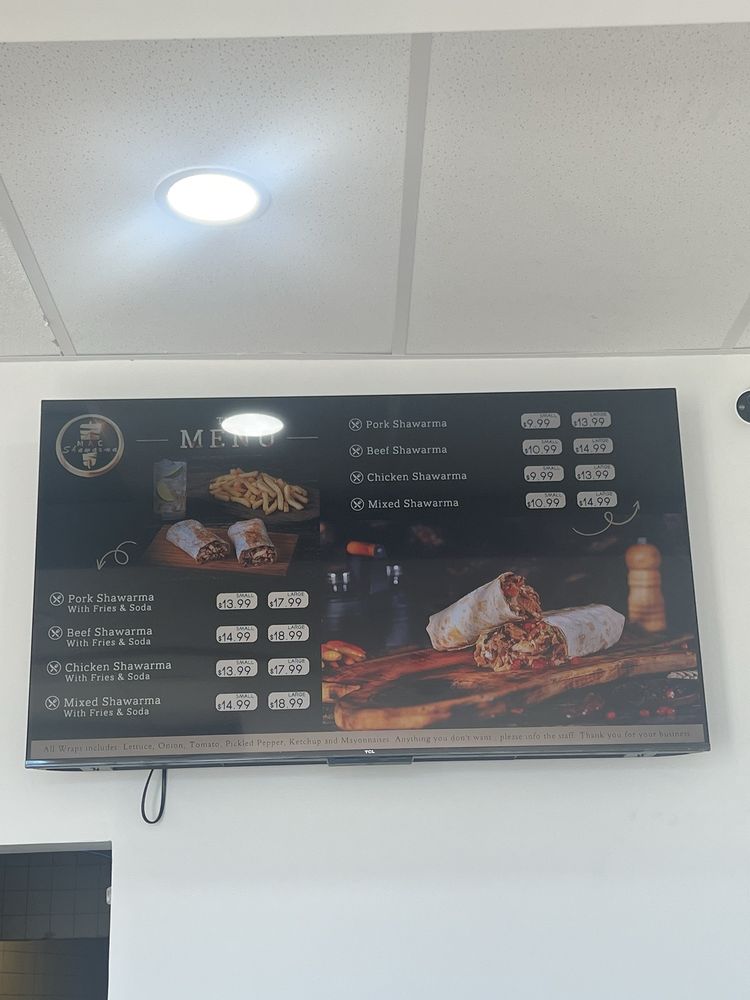 MAC
Shawarma
MENU
Pork Shawarma SMALL $9.99 LARGE $13.99
Beef Shawarma SMALL $10.99 LARGE $14.99
Chicken Shawarma SMALL $9.99 LARGE $13.99
Mixed Shawarma SMALL $10.99 LARGE $14.99
Pork Shawarma SMALL $13.99 LARGE $17.99
With Fries & Soda
Beef Shawarma SMALL $14.99 LARGE $18.99
With Fries & Soda
Chicken Shawarma SMALL $13.99 LARGE $17.99
With Fries & Soda
Mixed Shawarma SMALL $14.99 LARGE $18.99
With Fries & Soda
All Wraps includes: Lettuce, Onion, Tomato, Pickled Pepper, Ketchup and Mayonnaises. Anything you don't want , please info the staff. Thank you for your business
TCL